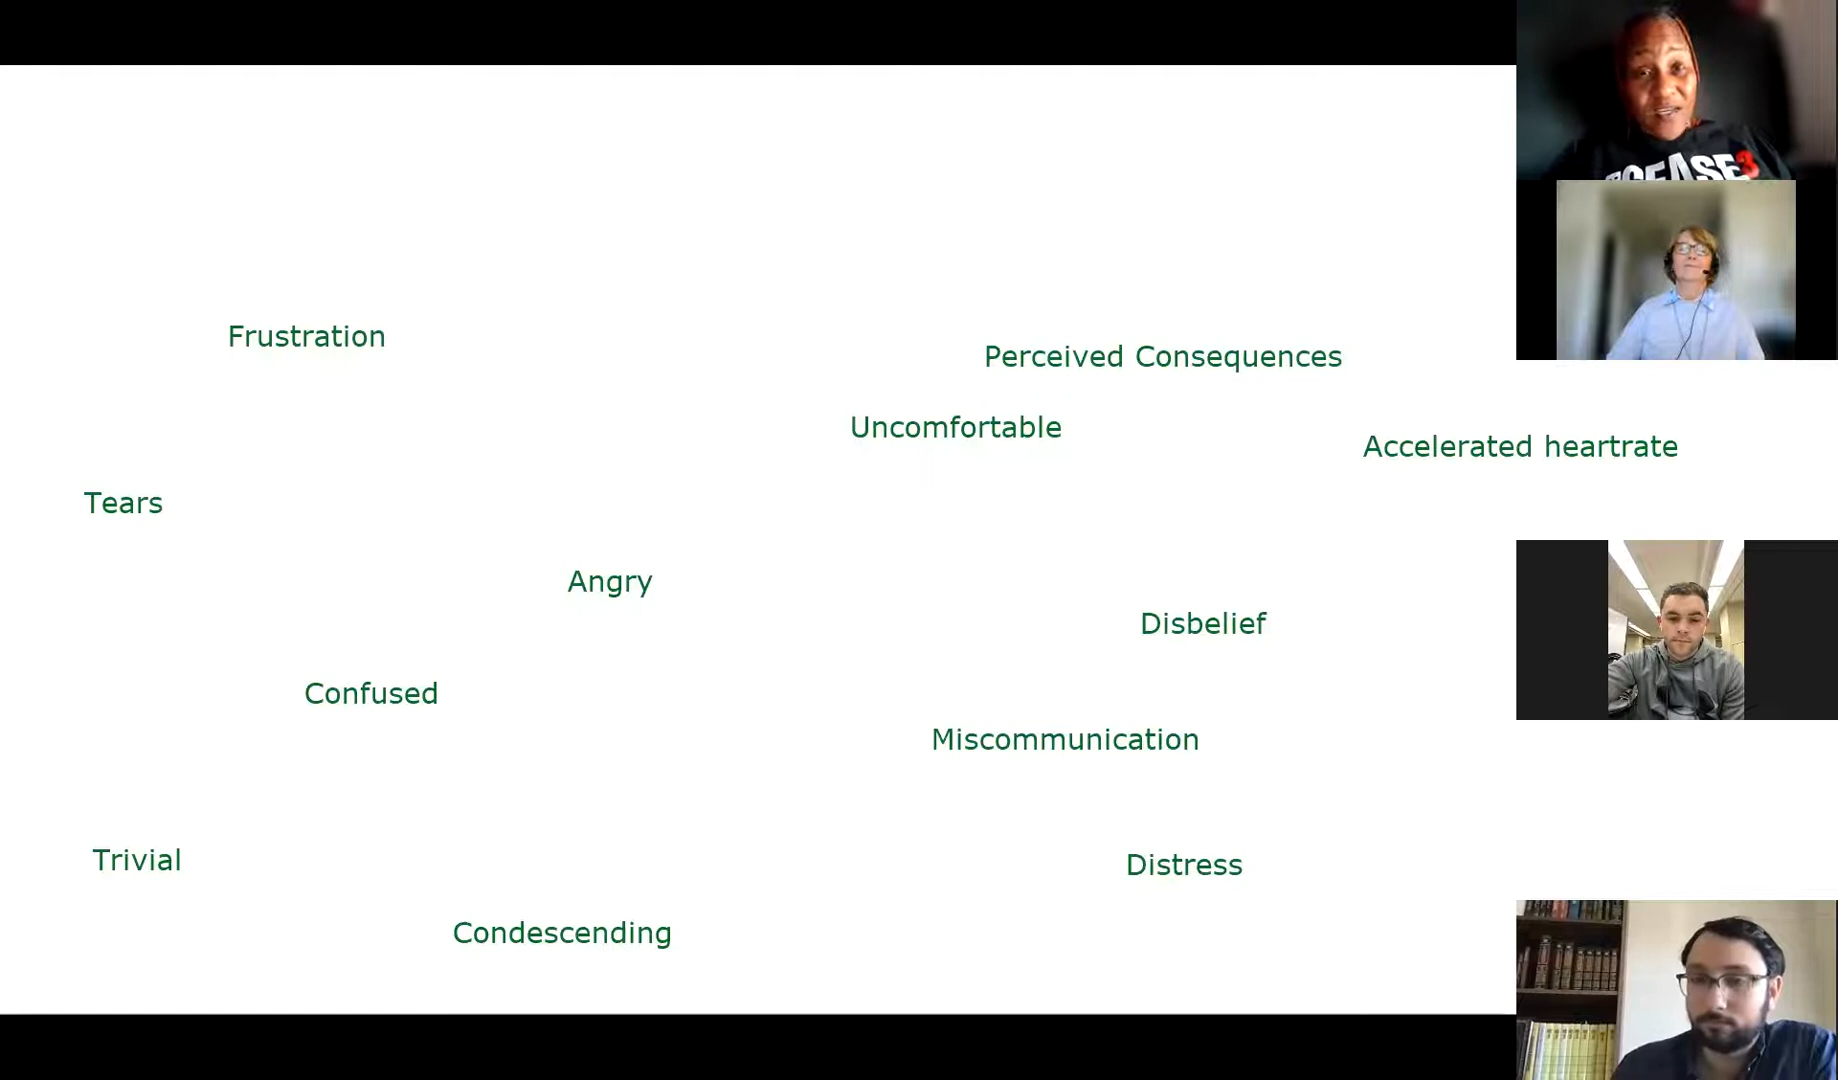 Frustration
Perceived Consequences
Uncomfortable
Accelerated heartrate
Tears
Angry
Disbelief
Confused
Miscommunication
Trivial
Distress
Condescending